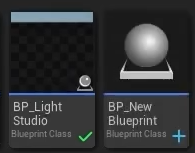 BP_Light
Studio
Blueprint Class
BP_New
Blueprint
Blueprint Class